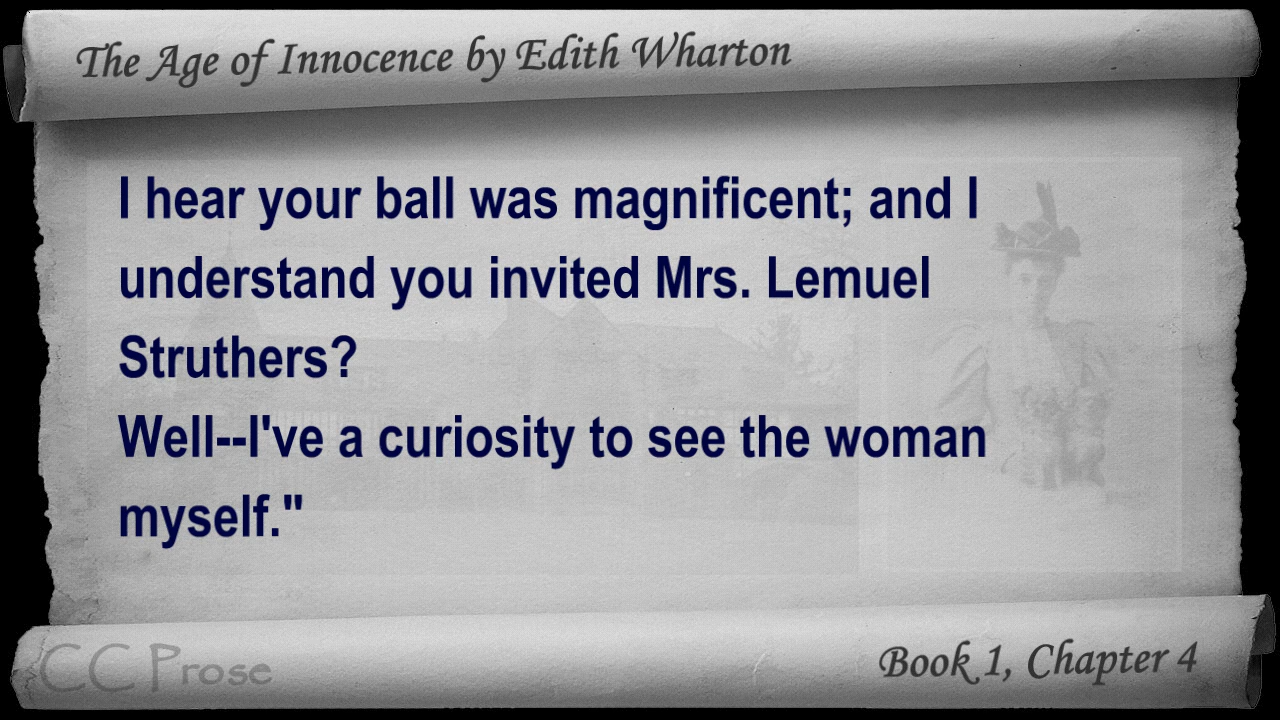 The Age of Innocence by Edith Wharton
I hear your ball was magnificent; and I
understand you invited Mrs. Lemuel
Struthers?
Well--I've a curiosity to see the woman
myself."
CC Prose
Book 1, Chapter 4